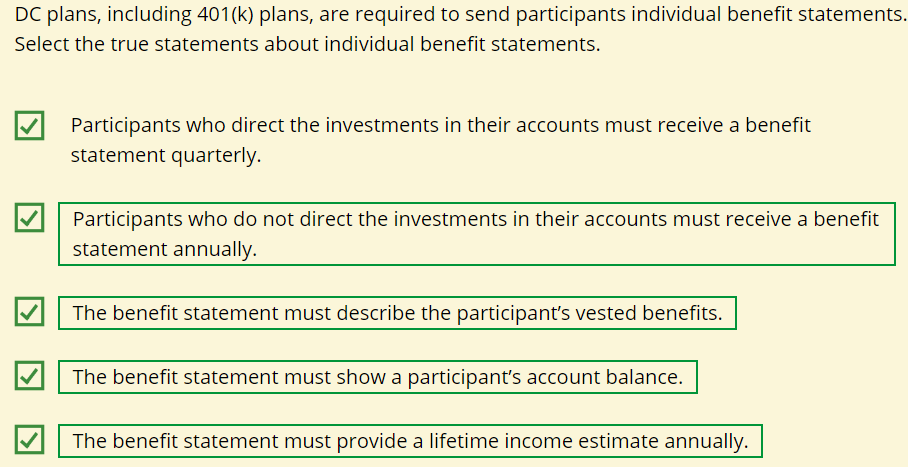 DC plans, including 401(k) plans, are required to send participants individual benefit statements.
Select the true statements about individual benefit statements.
Participants who direct the investments in their accounts must receive a benefit
statement quarterly.
Participants who do not direct the investments in their accounts must receive a benefit
statement annually.
The benefit statement must describe the participant’s vested benefits.
The benefit statement must show a participant’s account balance.
The benefit statement must provide a lifetime income estimate annually.